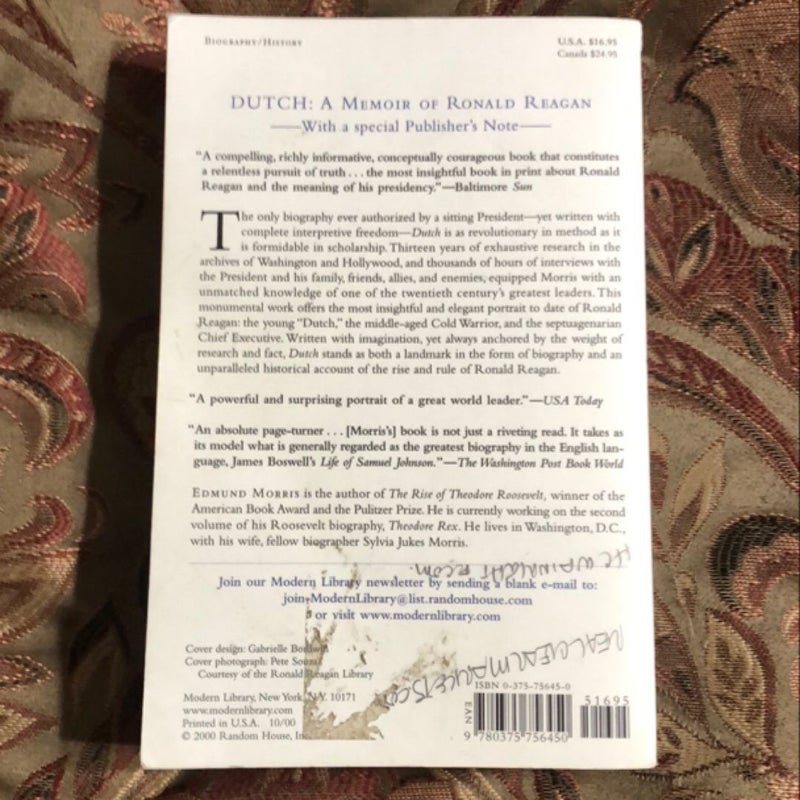 BIOGRAPHY/HISTORY
U.S.A. $16.95
Canada $24.95
DUTCH: A MEMOIR OF RONALD REAGAN
——With a special Publisher's Note——
"A compelling, richly informative, conceptually courageous book that constitutes
a relentless pursuit of truth . . . the most insightful book in print about Ronald
Reagan and the meaning of his presidency."—Baltimore Sun
The only biography ever authorized by a sitting President—yet written with
complete interpretive freedom—Dutch is as revolutionary in method as it
is formidable in scholarship. Thirteen years of exhaustive research in the
archives of Washington and Hollywood, and thousands of hours of interviews with
the President and his family, friends, allies, and enemies, equipped Morris with an
unmatched knowledge of one of the twentieth century's greatest leaders. This
monumental work offers the most insightful and elegant portrait to date of Ronald
Reagan: the young "Dutch," the middle-aged Cold Warrior, and the septuagenarian
Chief Executive. Written with imagination, yet always anchored by the weight of
research and fact, Dutch stands as both a landmark in the form of biography and an
unparalleled historical account of the rise and rule of Ronald Reagan.
"A powerful and surprising portrait of a great world leader."—USA Today
"An absolute page-turner . . . [Morris's] book is not just a riveting read. It takes as
its model what is generally regarded as the greatest biography in the English lan-
guage, James Boswell's Life of Samuel Johnson."—The Washington Post Book World
EDMUND MORRIS is the author of The Rise of Theodore Roosevelt, winner of the
American Book Award and the Pulitzer Prize. He is currently working on the second
volume of his Roosevelt biography, Theodore Rex. He lives in Washington, D.C.,
with his wife, fellow biographer Sylvia Jukes Morris.
Join our Modern Library newsletter by sending a blank e-mail to:
join-ModernLibrary@list.randomhouse.com
or visit www.modernlibrary.com
Cover design: Gabrielle
Cover photograph: Pete Souza
Courtesy of the Ronald Reagan Library
Modern Library, New York, N.Y. 10171
www.modernlibrary.com
Printed in U.S.A. 10/00
© 2000 Random House, Inc.
ISBN 0-375-75645-0
51695
EAN
9 780375 756450